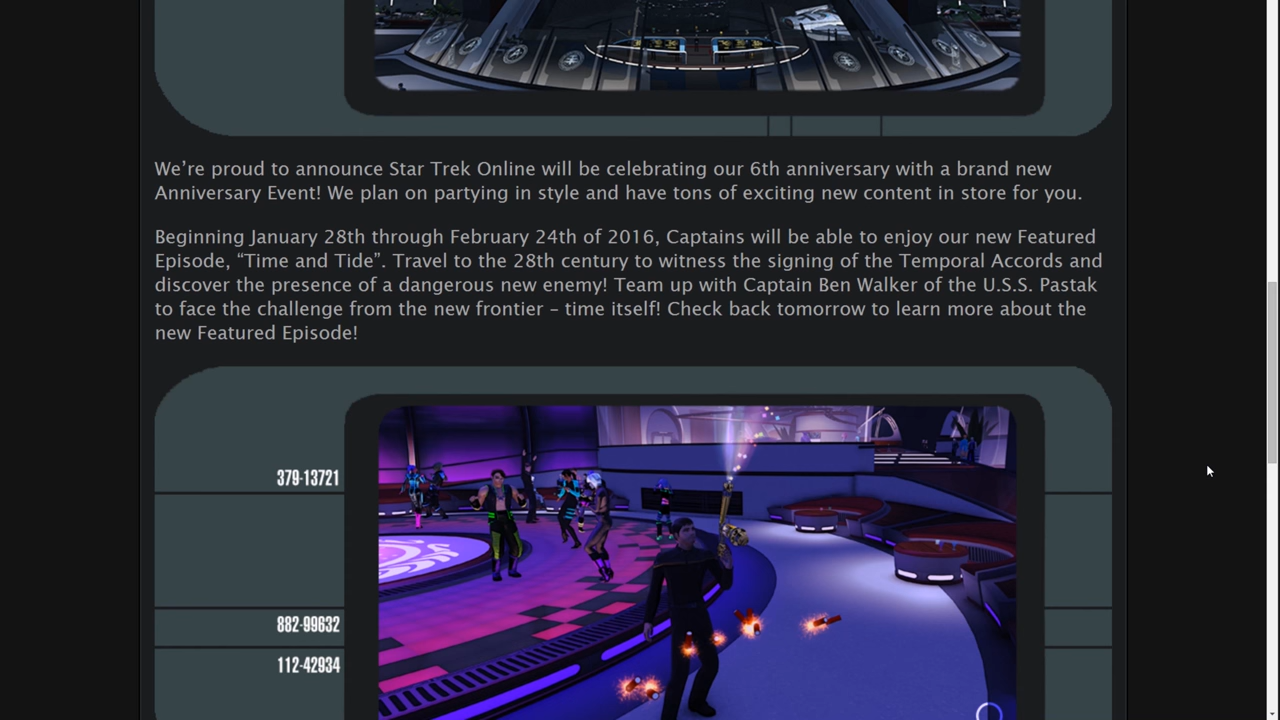 We’re proud to announce Star Trek Online will be celebrating our 6th anniversary with a brand new
Anniversary Event! We plan on partying in style and have tons of exciting new content in store for you.
Beginning January 28th through February 24th of 2016, Captains will be able to enjoy our new Featured
Episode, “Time and Tide”. Travel to the 28th century to witness the signing of the Temporal Accords and
discover the presence of a dangerous new enemy! Team up with Captain Ben Walker of the U.S.S. Pastak
to face the challenge from the new frontier – time itself! Check back tomorrow to learn more about the
new Featured Episode!
379-13721
882-99632
112-42934